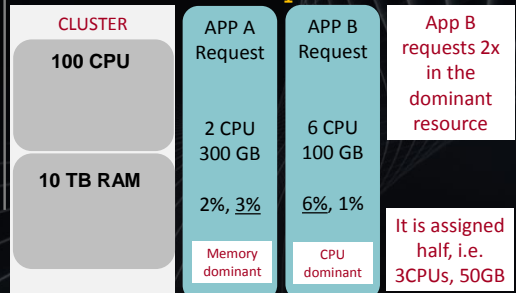 CLUSTER
100 CPU
10 TB RAM
APP A
Request
2 CPU
300 GB
2%, 3%
Memory
dominant
APP B
Request
6 CPU
100 GB
6%, 1%
CPU
dominant
App B
requests 2x
in the
dominant
resource
It is assigned
half, i.e.
3CPUs, 50GB